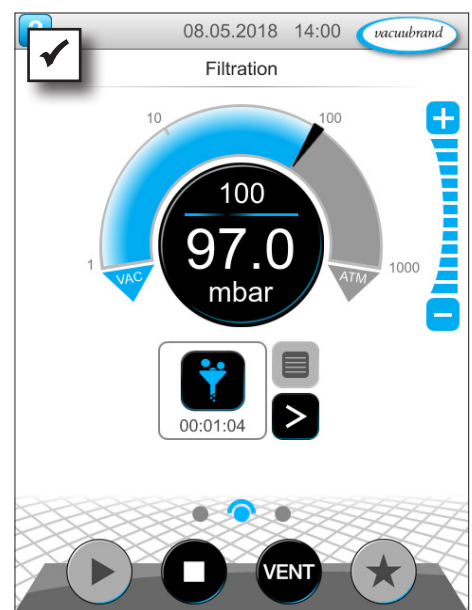 ?
08.05.2018 14:00 vacuubrand
Filtration
10 100
1 1000
VAC ATM
100
97.0
mbar
00:01:04
VENT